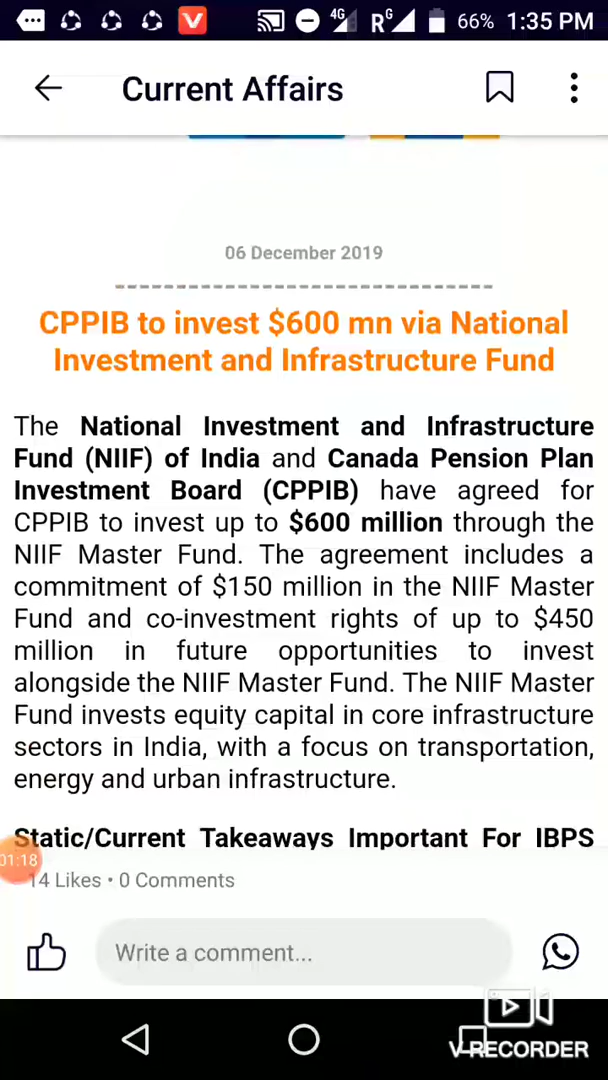 4G R G 66% 1:35 PM
Current Affairs
06 December 2019
CPPIB to invest $600 mn via National
Investment and Infrastructure Fund
The National Investment and Infrastructure
Fund (NIIF) of India and Canada Pension Plan
Investment Board (CPPIB) have agreed for
CPPIB to invest up to $600 million through the
NIIF Master Fund. The agreement includes a
commitment of $150 million in the NIIF Master
Fund and co-investment rights of up to $450
million in future opportunities to invest
alongside the NIIF Master Fund. The NIIF Master
Fund invests equity capital in core infrastructure
sectors in India, with a focus on transportation,
energy and urban infrastructure.
Static/Current Takeaways Important For IBPS
01:18
14 Likes • 0 Comments
Write a comment...
V-RECORDER